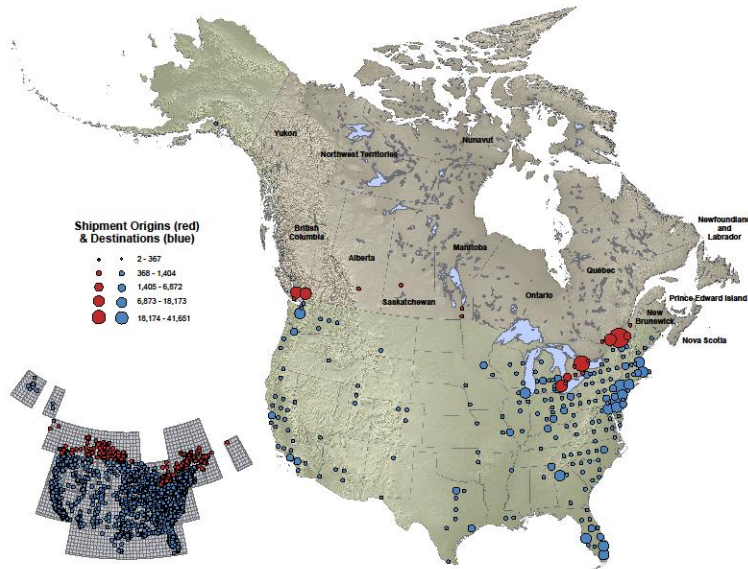 Yukon
Nunavut
Northwest Territories
Shipment Origins (red)
& Destinations (blue)
2 - 367
368 - 1,404
1,405 - 6,872
6,873 - 18,173
18,174 - 41,651
British
Columbia
Alberta
Saskatchewan
Manitoba
Ontario
Québec
Newfoundland
and
Labrador
Prince Edward Island
New
Brunswick
Nova Scotia